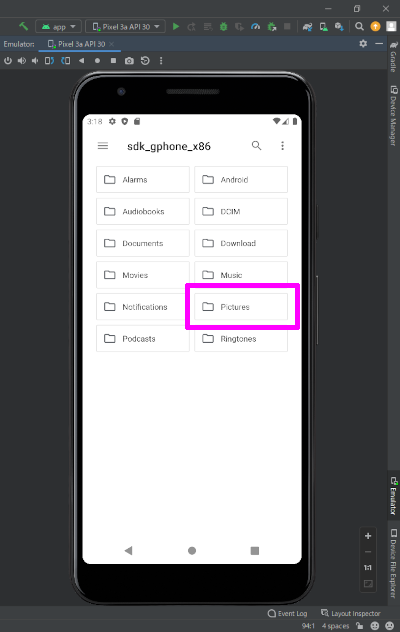 app
Pixel 3a API 30
Emulator:
Pixel 3a API 30
Gradle
Device Manager
3:18
sdk_gphone_x86
Alarms
Android
Audiobooks
DCIM
Documents
Download
Movies
Music
Notifications
Pictures
Podcasts
Ringtones
Emulator
1:1
Device File Explorer
Event Log
Layout Inspector
94:1
4 spaces